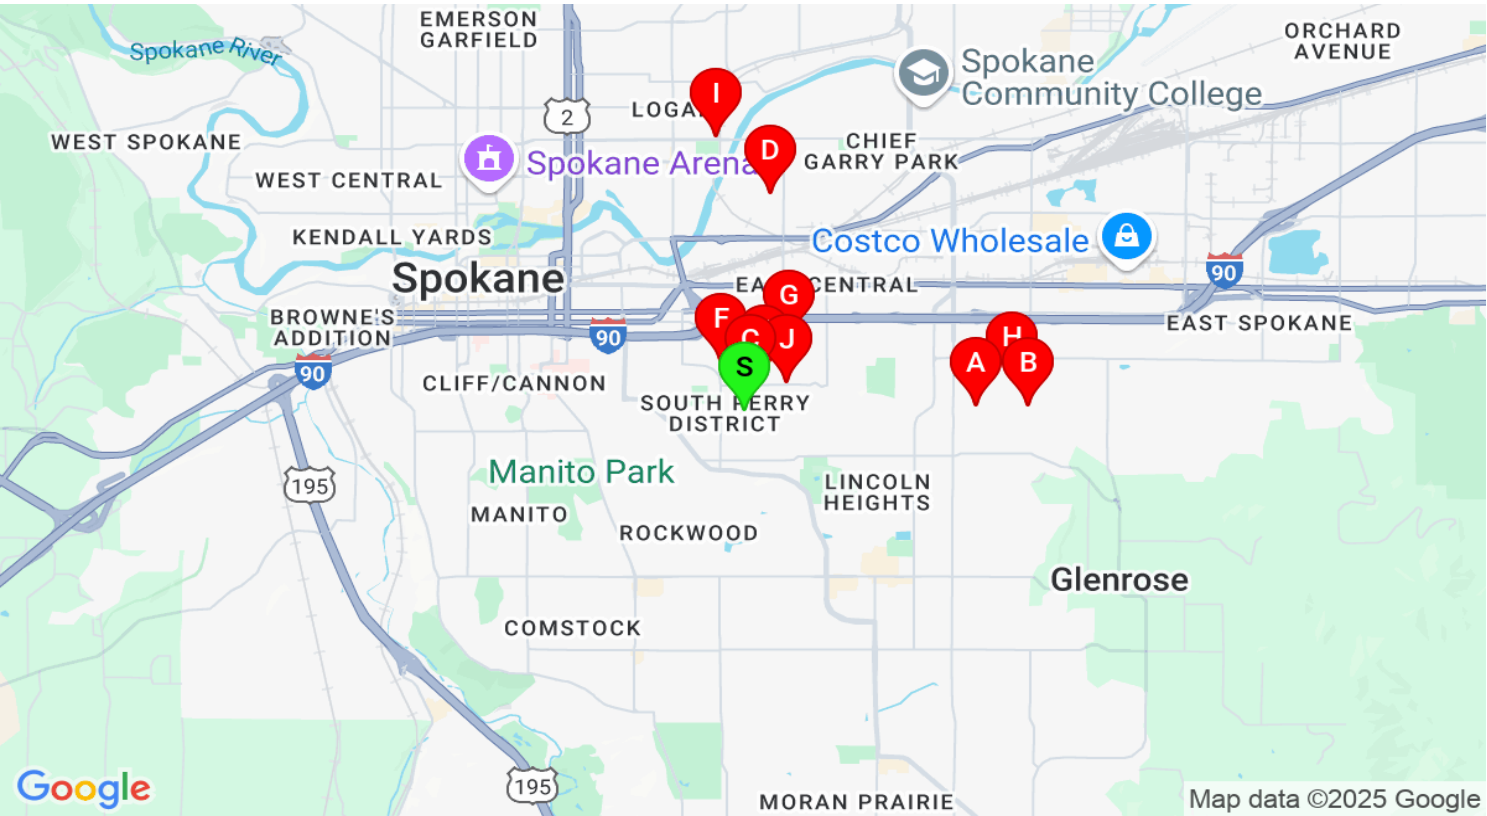 EMERSON
GARFIELD
ORCHARD
AVENUE
Spokane River
Spokane
Community College
I
2
WEST SPOKANE
CHIEF
GARRY PARK
D
Spokane Arena
WEST CENTRAL
KENDALL YARDS
Costco Wholesale
Spokane
90
EAST CENTRAL
G
BROWNE'S
ADDITION
F
EAST SPOKANE
90
C
J
H
90
S
A
B
CLIFF/CANNON
SOUTH PERRY
DISTRICT
Manito Park
195
LINCOLN
HEIGHTS
MANITO
ROCKWOOD
Glenrose
COMSTOCK
195
Google
MORAN PRAIRIE
Map data ©2025 Google